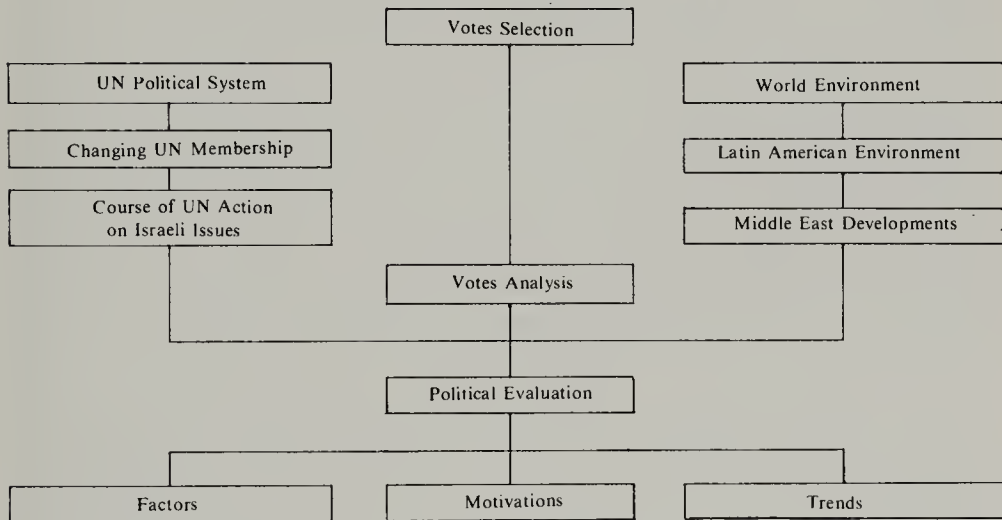 Votes Selection
UN Political System
World Environment
Changing UN Membership
Latin American Environment
Course of UN Action
on Israeli Issues
Middle East Developments
Votes Analysis
Political Evaluation
Factors
Motivations
Trends